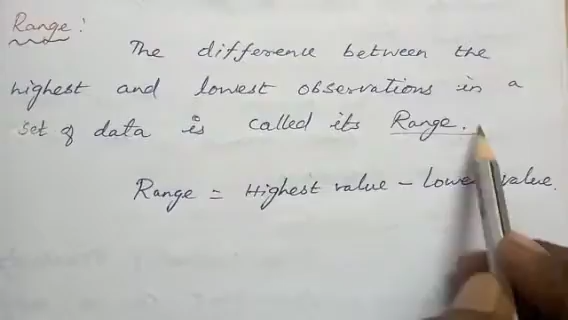 Range:
The difference between the
highest and lowest observations in a
set of data is called its Range.
Range = Highest value - Lowe value.